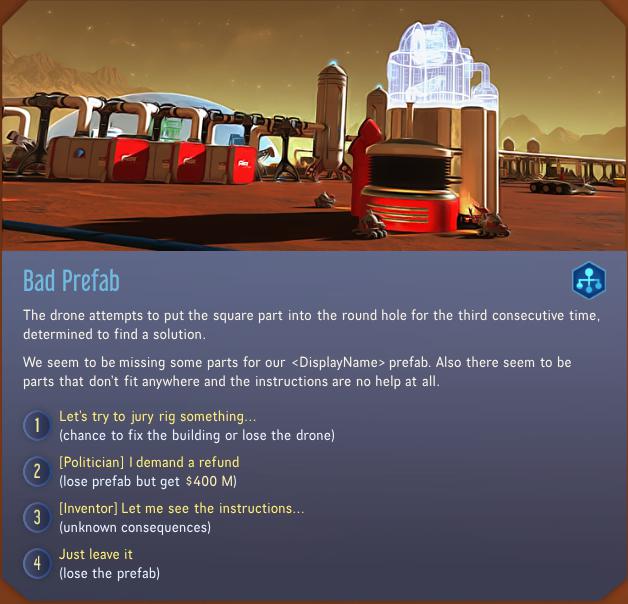 Bad Prefab
The drone attempts to put the square part into the round hole for the third consecutive time,
determined to find a solution.
We seem to be missing some parts for our <DisplayName> prefab. Also there seem to be
parts that don't fit anywhere and the instructions are no help at all.
1 Let's try to jury rig something...
(chance to fix the building or lose the drone)
2 [Politician] I demand a refund
(lose prefab but get $400 M)
3 [Inventor] Let me see the instructions...
(unknown consequences)
4 Just leave it
(lose the prefab)